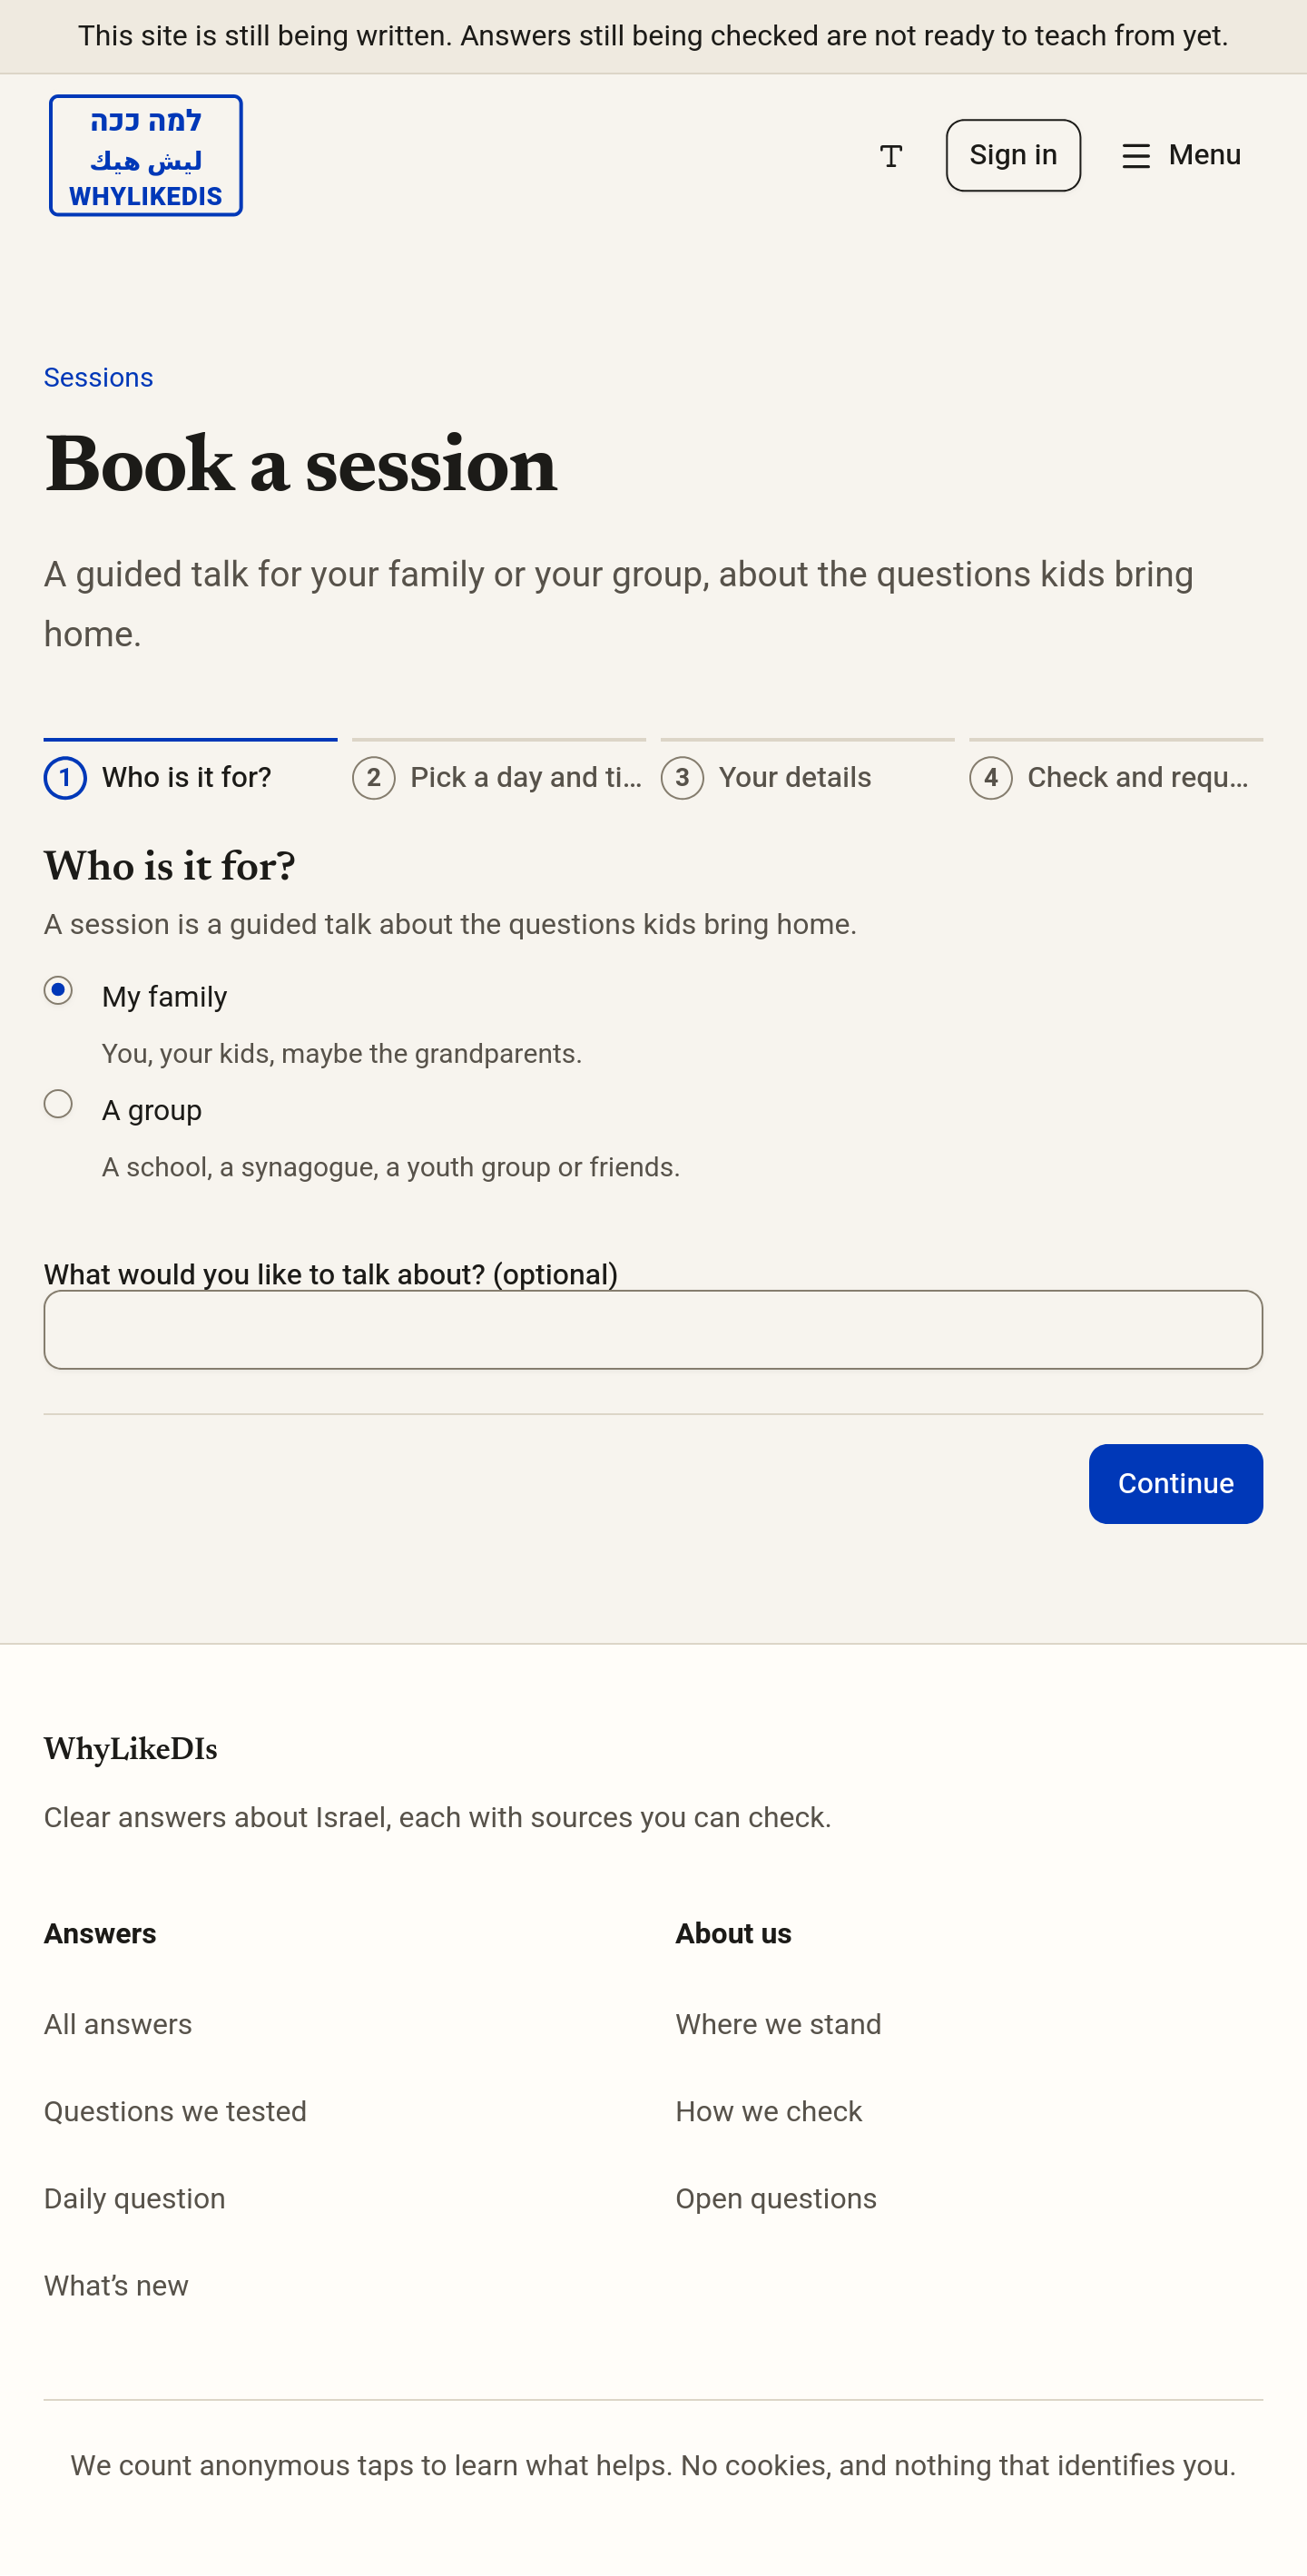 This site is still being written. Answers still being checked are not ready to teach from yet.
למה ככה
ليش هيك
WHYLIKEDIS
Sign in
Menu
Sessions
Book a session
A guided talk for your family or your group, about the questions kids bring
home.
1 Who is it for?
2 Pick a day and ti...
3 Your details
4 Check and requ...
Who is it for?
A session is a guided talk about the questions kids bring home.
My family
You, your kids, maybe the grandparents.
A group
A school, a synagogue, a youth group or friends.
What would you like to talk about? (optional)
Continue
WhyLikeDIs
Clear answers about Israel, each with sources you can check.
Answers
All answers
Questions we tested
Daily question
What’s new
About us
Where we stand
How we check
Open questions
We count anonymous taps to learn what helps. No cookies, and nothing that identifies you.